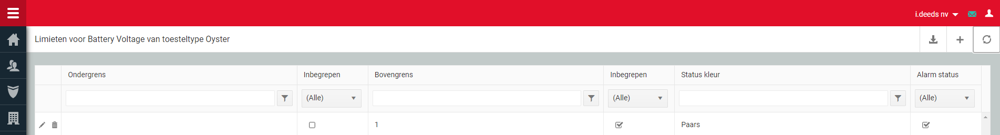 i.deeds nv
Limieten voor Battery Voltage van toesteltype Oyster
Ondergrens Inbegrepen Bovengrens Inbegrepen Status kleur Alarm status
(Alle) (Alle) (Alle)
1 Paars